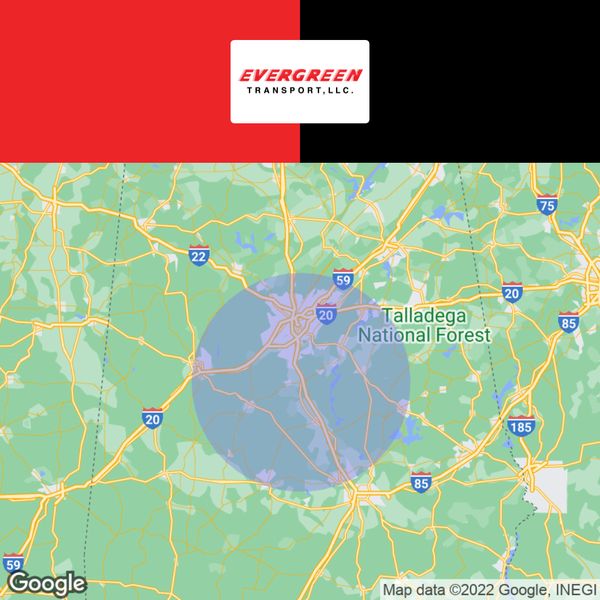 EVERGREEN
TRANSPORT, LLC.
75
22
59
20
20
Talladega
National Forest
85
20
185
85
59
Google
Map data ©2022 Google, INEGI